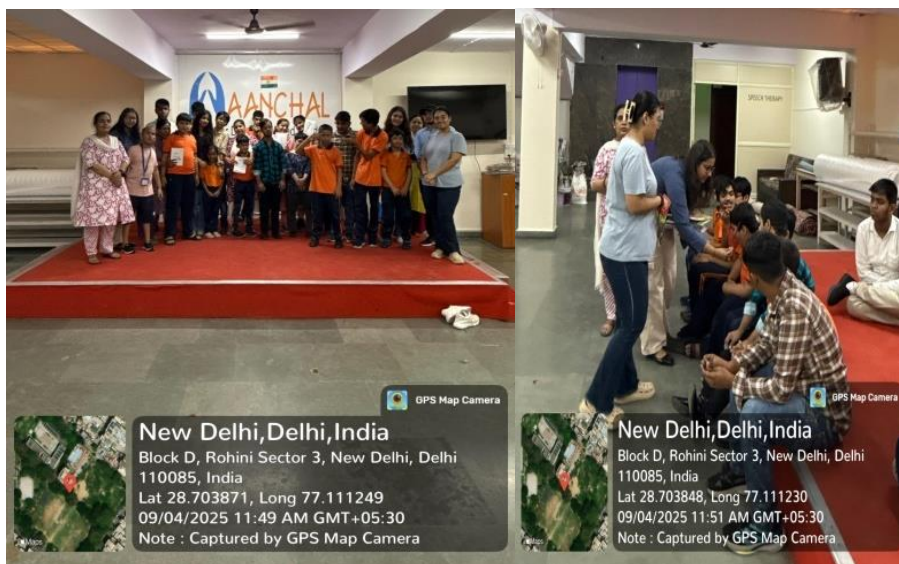 AANCHAL
GPS Map Camera
New Delhi,Delhi,India
Block D, Rohini Sector 3, New Delhi, Delhi
110085, India
Lat 28.703871, Long 77.111249
09/04/2025 11:49 AM GMT+05:30
Note : Captured by GPS Map Camera
SPEECH THERAPY
GPS Map Camera
New Delhi,Delhi,India
Block D, Rohini Sector 3, New Delhi, Delhi
110085, India
Lat 28.703848, Long 77.111230
09/04/2025 11:51 AM GMT+05:30
Note : Captured by GPS Map Camera